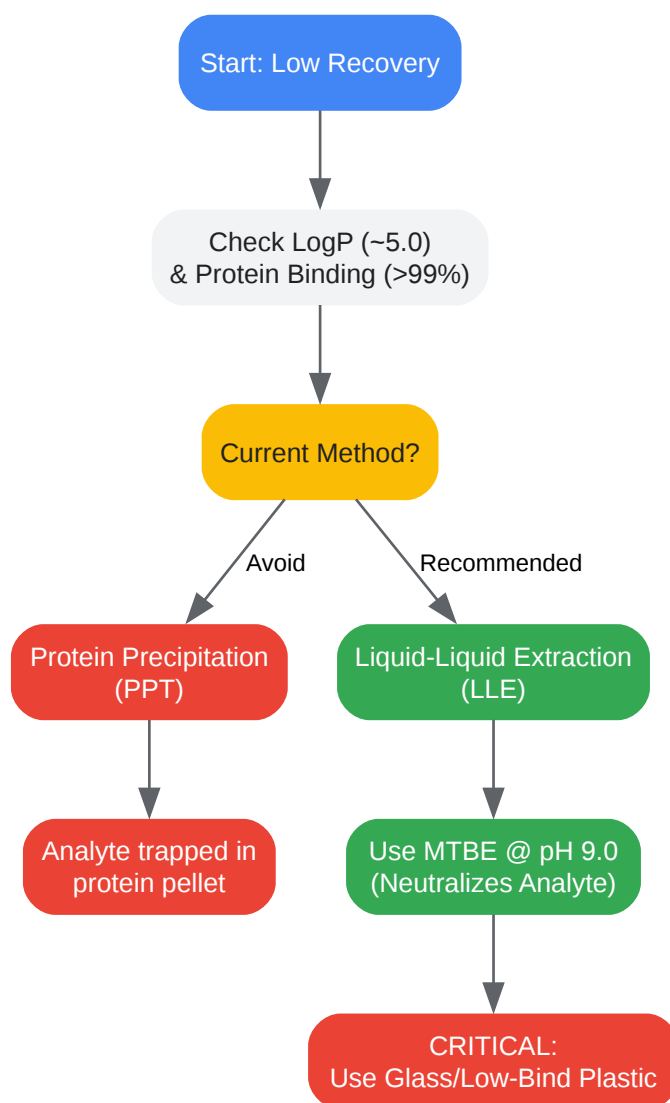 Start: Low Recovery
Check LogP (~5.0)
& Protein Binding (>99%)
Current Method?
Avoid
Recommended
Protein Precipitation
(PPT)
Liquid-Liquid Extraction
(LLE)
Analyte trapped in
protein pellet
Use MTBE @ pH 9.0
(Neutralizes Analyte)
CRITICAL:
Use Glass/Low-Bind Plastic